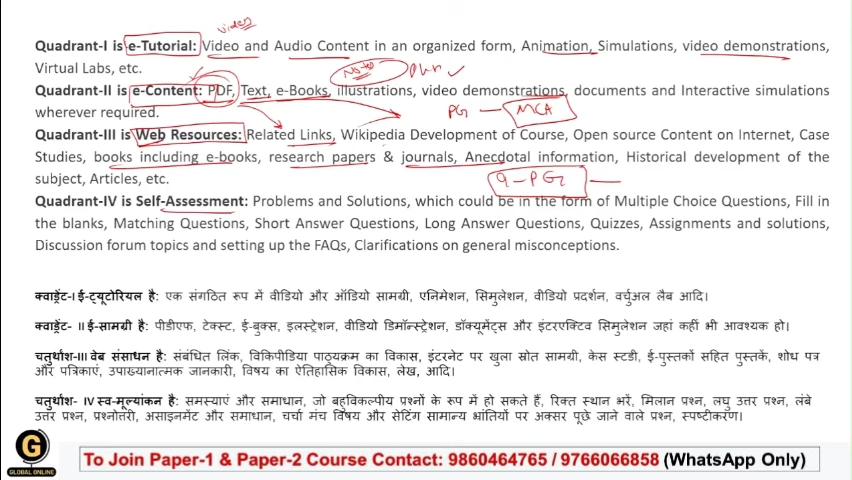 video
Quadrant-I is e-Tutorial: Video and Audio Content in an organized form, Animation, Simulations, video demonstrations,
Virtual Labs, etc.
Notes
Quadrant-II is e-Content: PDF, Text, e-Books, illustrations, video demonstrations, documents and Interactive simulations
wherever required.
PG — MCA
Quadrant-III is Web Resources: Related Links, Wikipedia Development of Course, Open source Content on Internet, Case
Studies, books including e-books, research papers & journals, Anecdotal information, Historical development of the
subject, Articles, etc.
Quadrant-IV is Self-Assessment: Problems and Solutions, which could be in the form of Multiple Choice Questions, Fill in
the blanks, Matching Questions, Short Answer Questions, Long Answer Questions, Quizzes, Assignments and solutions,
Discussion forum topics and setting up the FAQs, Clarifications on general misconceptions.
क्वाड्रेंट-I ई-ट्यूटोरियल है: एक संगठित रूप में वीडियो और ऑडियो सामग्री, एनिमेशन, सिमुलेशन, वीडियो प्रदर्शन, वर्चुअल लैब आदि।
क्वाड्रेंट- II ई-सामग्री है: पीडीएफ, टेक्स्ट, ई-बुक्स, इलस्ट्रेशन, वीडियो डिमॉन्स्ट्रेशन, डॉक्यूमेंट्स और इंटरएक्टिव सिमुलेशन जहां कहीं भी आवश्यक हो।
चतुर्थांश-III वेब संसाधन है: संबंधित लिंक, विकिपीडिया पाठ्यक्रम का विकास, इंटरनेट पर खुला स्रोत सामग्री, केस स्टडी, ई-पुस्तकों सहित पुस्तकें, शोध पत्र
और पत्रिकाएं, उपाख्यानात्मक जानकारी, विषय का ऐतिहासिक विकास, लेख, आदि।
चतुर्थांश- IV स्व-मूल्यांकन है: समस्याएं और समाधान, जो बहुविकल्पीय प्रश्नों के रूप में हो सकते हैं, रिक्त स्थान भरें, मिलान प्रश्न, लघु उत्तर प्रश्न, लंबे
उत्तर प्रश्न, प्रश्नोत्तरी, असाइनमेंट और समाधान, चर्चा मंच विषय और सेटिंग सामान्य भ्रांतियों पर अक्सर पूछे जाने वाले प्रश्न, स्पष्टीकरण।
G
GLOBAL ONLINE
To Join Paper-1 & Paper-2 Course Contact: 9860464765 / 9766066858 (WhatsApp Only)